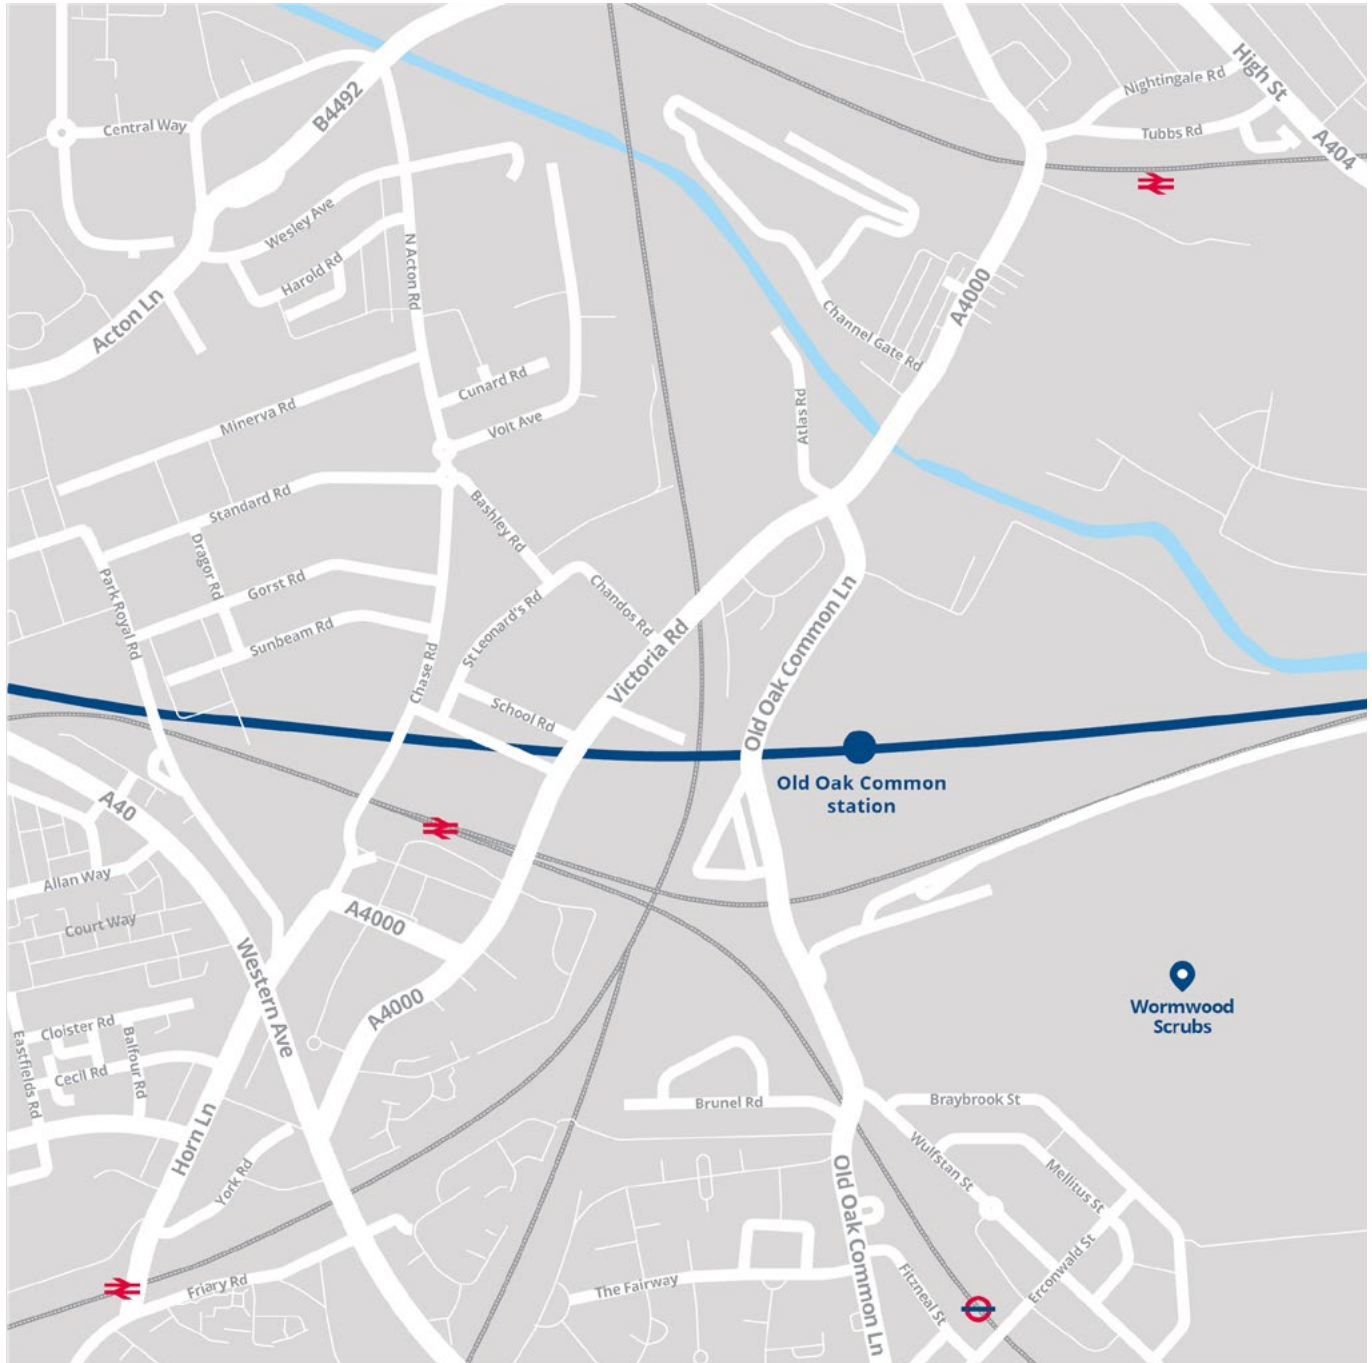 High St
Nightingale Rd
Tubbs Rd
A404
B4492
Central Way
Wesley Ave
Harold Rd
N Acton Rd
A4000
Acton Ln
Channel Gate Rd
Cunard Rd
Minerva Rd
Volt Ave
Atlas Rd
Standard Rd
Bashley Rd
Dragor Rd
Park Royal Rd
Gorst Rd
Chandos Rd
St Leonard's Rd
Sunbeam Rd
Chase Rd
Victoria Rd
Old Oak Common Ln
School Rd
Old Oak Common
station
A40
Allan Way
Court Way
A4000
Western Ave
A4000
Wormwood
Scrubs
Cloister Rd
Eastfields Rd
Balfour Rd
Cecil Rd
Brunel Rd
Braybrook St
Horn Ln
York Rd
Wulfstan St
Mellitus St
Old Oak Common Ln
Erconwald St
Fitzneal St
The Fairway
Friary Rd